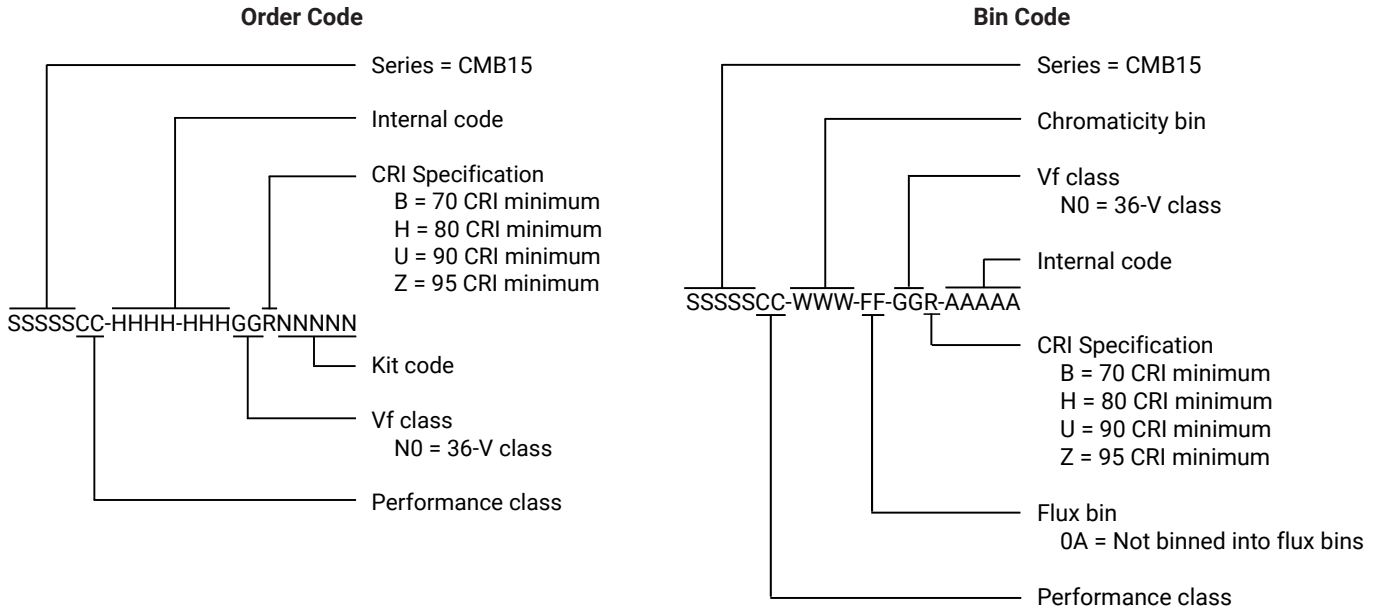 Order Code
Series = CMB15
Internal code
CRI Specification
B = 70 CRI minimum
H = 80 CRI minimum
U = 90 CRI minimum
Z = 95 CRI minimum
SSSSSCC-HHHH-HHHGGRNNNNN
Kit code
Vf class
N0 = 36-V class
Performance class
Bin Code
Series = CMB15
Chromaticity bin
Vf class
N0 = 36-V class
Internal code
SSSSSCC-WWW-FF-GGR-AAAAA
CRI Specification
B = 70 CRI minimum
H = 80 CRI minimum
U = 90 CRI minimum
Z = 95 CRI minimum
Flux bin
0A = Not binned into flux bins
Performance class